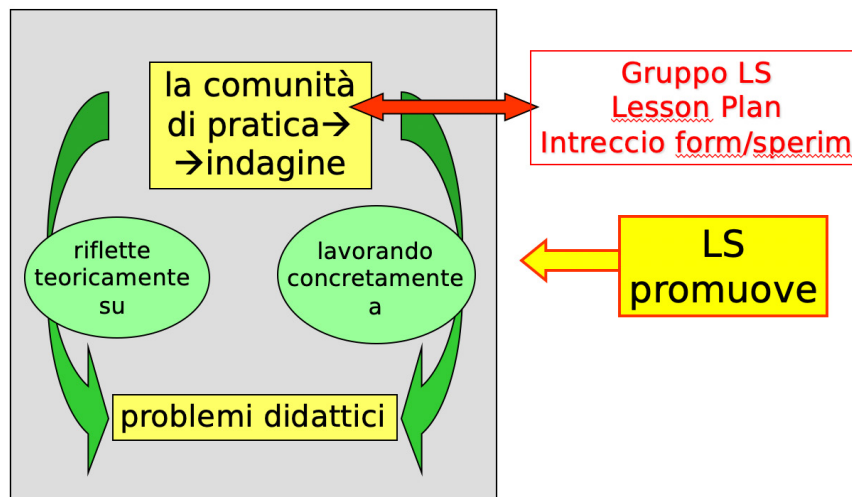 la comunità
di pratica→
→indagine
Gruppo LS
Lesson Plan
Intreccio form/sperim
riflette
teoricamente
su
lavorando
concretamente
a
LS
promuove
problemi didattici